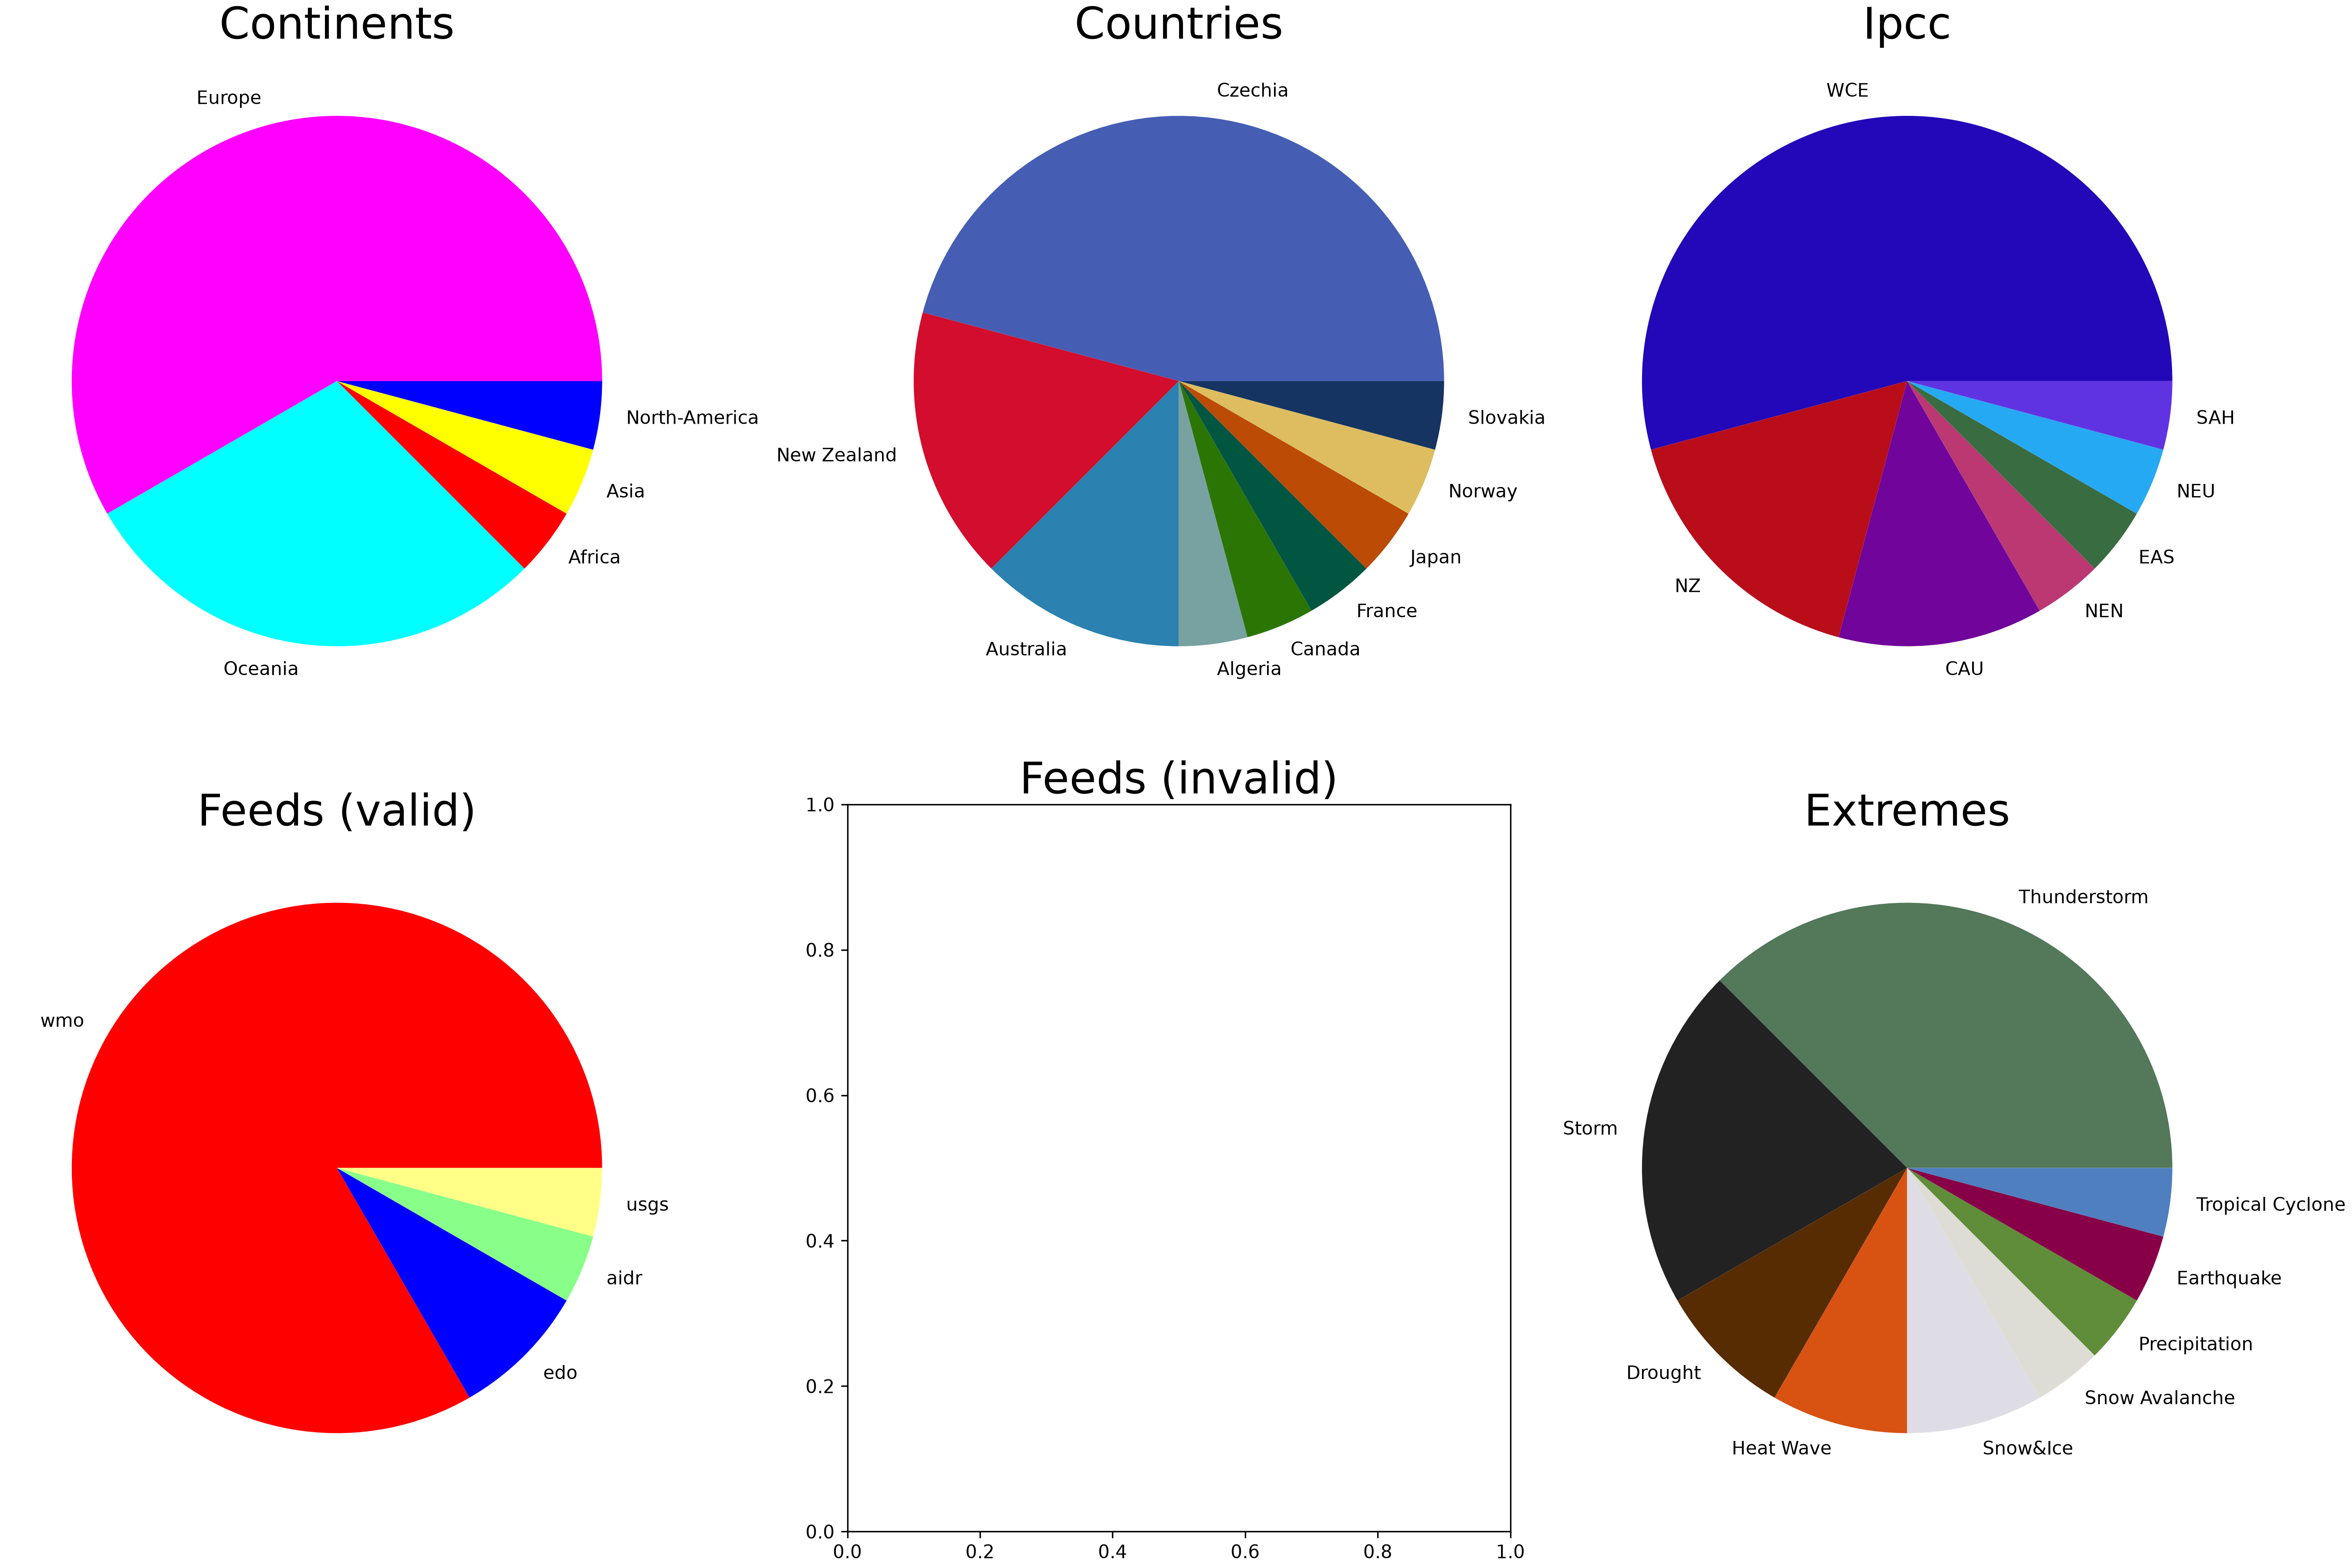 Continents
Europe
North-America
Asia
Africa
Oceania
Countries
Czechia
Slovakia
New Zealand
Norway
Japan
France
Australia
Canada
Algeria
Ipcc
WCE
SAH
NEU
EAS
NZ
NEN
CAU
Feeds (valid)
wmo
usgs
aidr
edo
Feeds (invalid)
1.0
0.8
0.6
0.4
0.2
0.0
0.0 0.2 0.4 0.6 0.8 1.0
Extremes
Thunderstorm
Storm
Tropical Cyclone
Earthquake
Precipitation
Drought
Snow Avalanche
Heat Wave
Snow&Ice